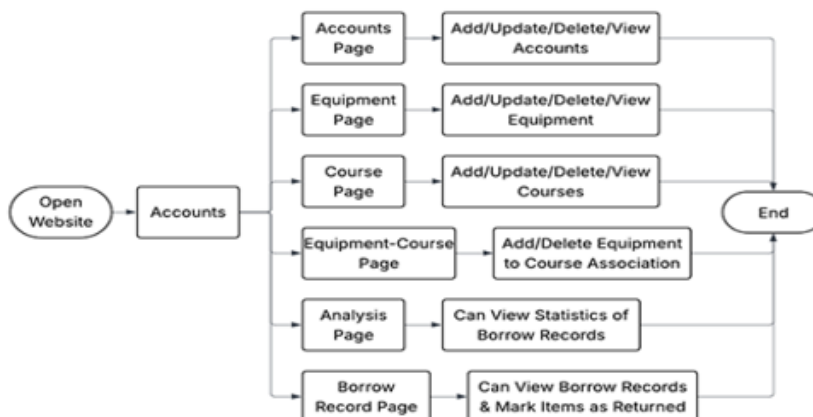 Accounts
Page
Add/Update/Delete/View
Accounts
Equipment
Page
Add/Update/Delete/View
Equipment
Course
Page
Add/Update/Delete/View
Courses
Open
Website
Accounts
End
Equipment-Course
Page
Add/Delete Equipment
to Course Association
Analysis
Page
Can View Statistics of
Borrow Records
Borrow
Record Page
Can View Borrow Records
& Mark Items as Returned